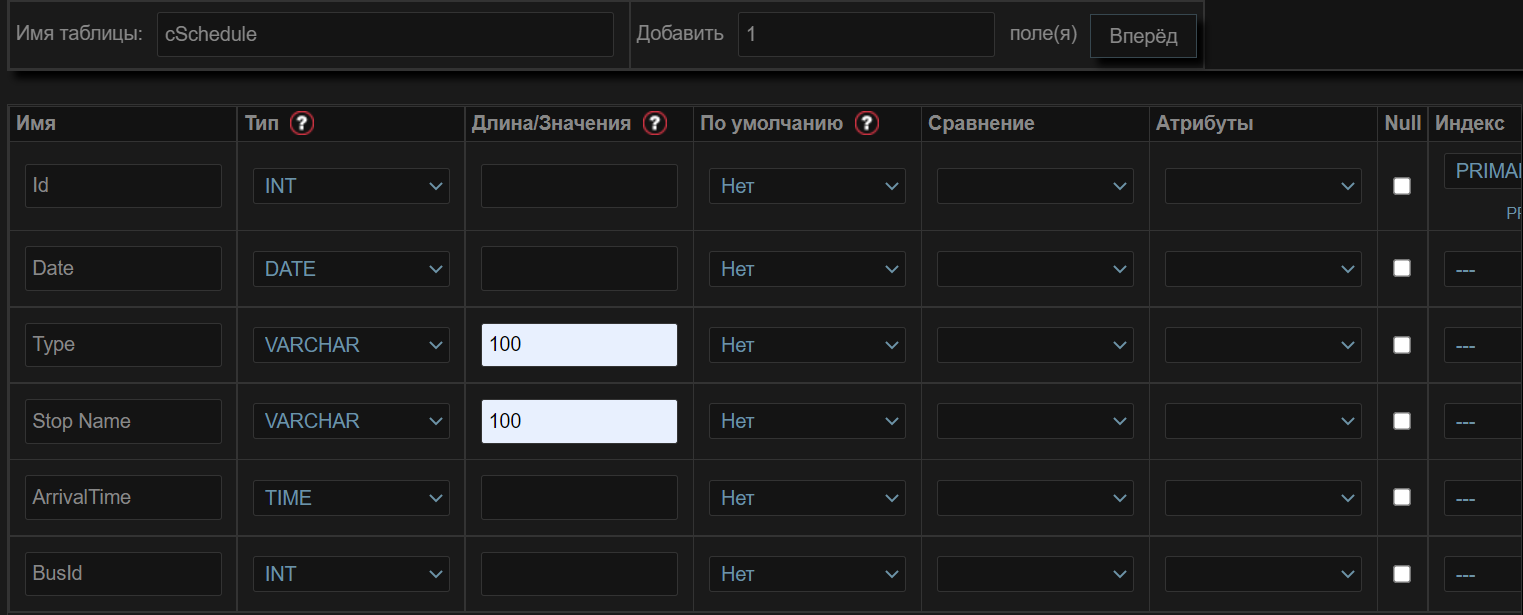 Имя таблицы: cSchedule Добавить 1 поле(я) Вперёд
Имя Тип ? Длина/Значения ? По умолчанию ? Сравнение Атрибуты Null Индекс
Id INT Нет PRIMA
PR
Date DATE Нет ---
Type VARCHAR 100 Нет ---
Stop Name VARCHAR 100 Нет ---
ArrivalTime TIME Нет ---
BusId INT Нет ---